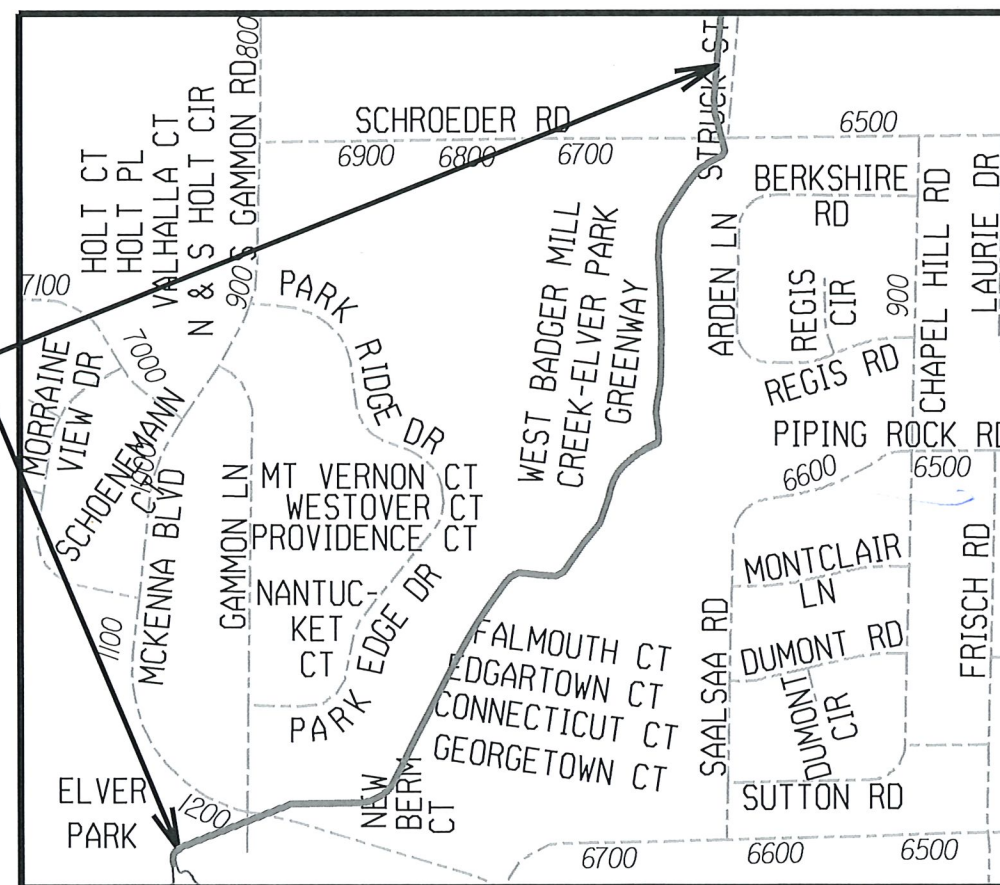 STRUCK ST
800
SCHROEDER RD
6900
6800
6700
6500
HOLT CT
HOLT PL
VALHALLA CT
N & S HOLT CIR
S GAMMON RD
900
7100
7000
MORRAINE
VIEW DR
SCHOENEMANN
CIR
1000
MCKENNA BLVD
1100
GAMMON LN
PARK
RIDGE DR
MT VERNON CT
WESTOVER CT
PROVIDENCE CT
NANTUC-
KET
CT
PARK EDGE DR
WEST BADGER MILL
CREEK-ELVER PARK
GREENWAY
BERKSHIRE
RD
ARDEN LN
REGIS
CIR
900
REGIS RD
CHAPEL HILL RD
LAURIE DR
PIPING ROCK RD
6600
6500
MONTCLAIR
LN
DUMONT RD
DUMONT
CIR
SAALSAA RD
FRISCH RD
SUTTON RD
FALMOUTH CT
EDGARTOWN CT
CONNECTICUT CT
GEORGETOWN CT
NEW
BERM
CT
ELVER
PARK
1200
6700
6600
6500